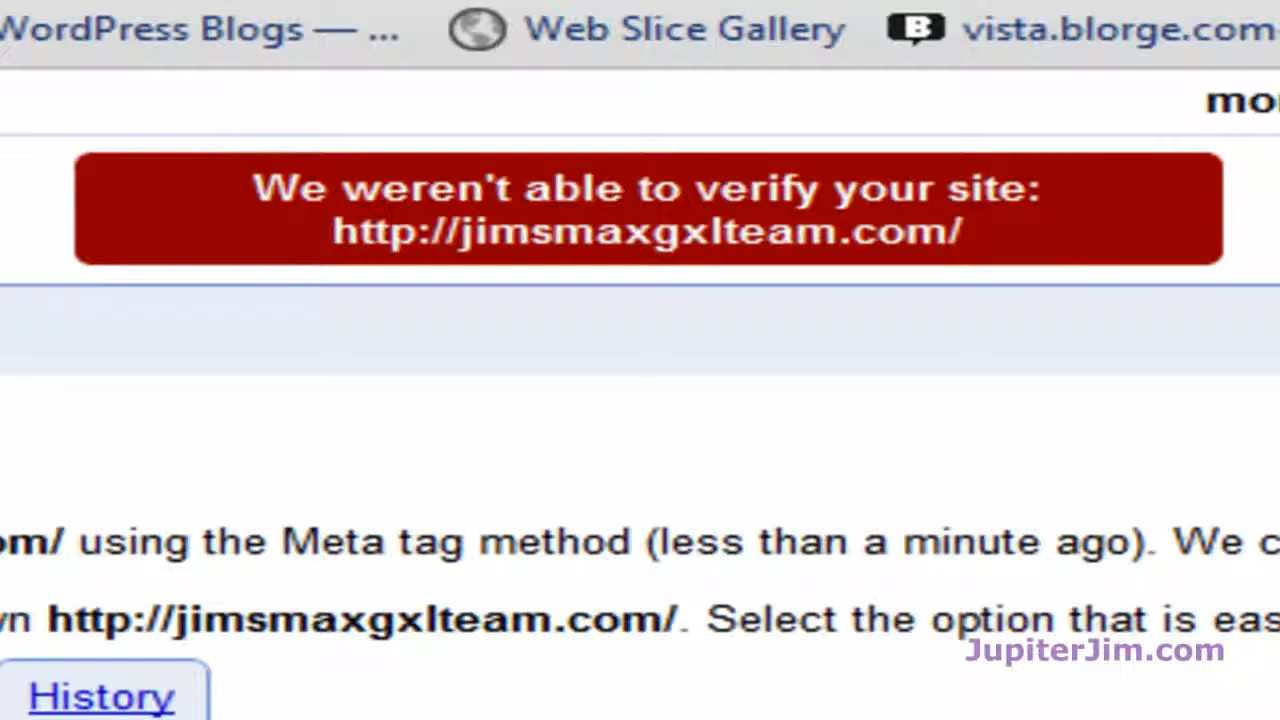 WordPress Blogs — ... Web Slice Gallery B vista.blorge.com
We weren't able to verify your site:
http://jimsmaxgxlteam.com/
om/ using the Meta tag method (less than a minute ago). We c
wn http://jimsmaxgxlteam.com/. Select the option that is eas
JupiterJim.com
History